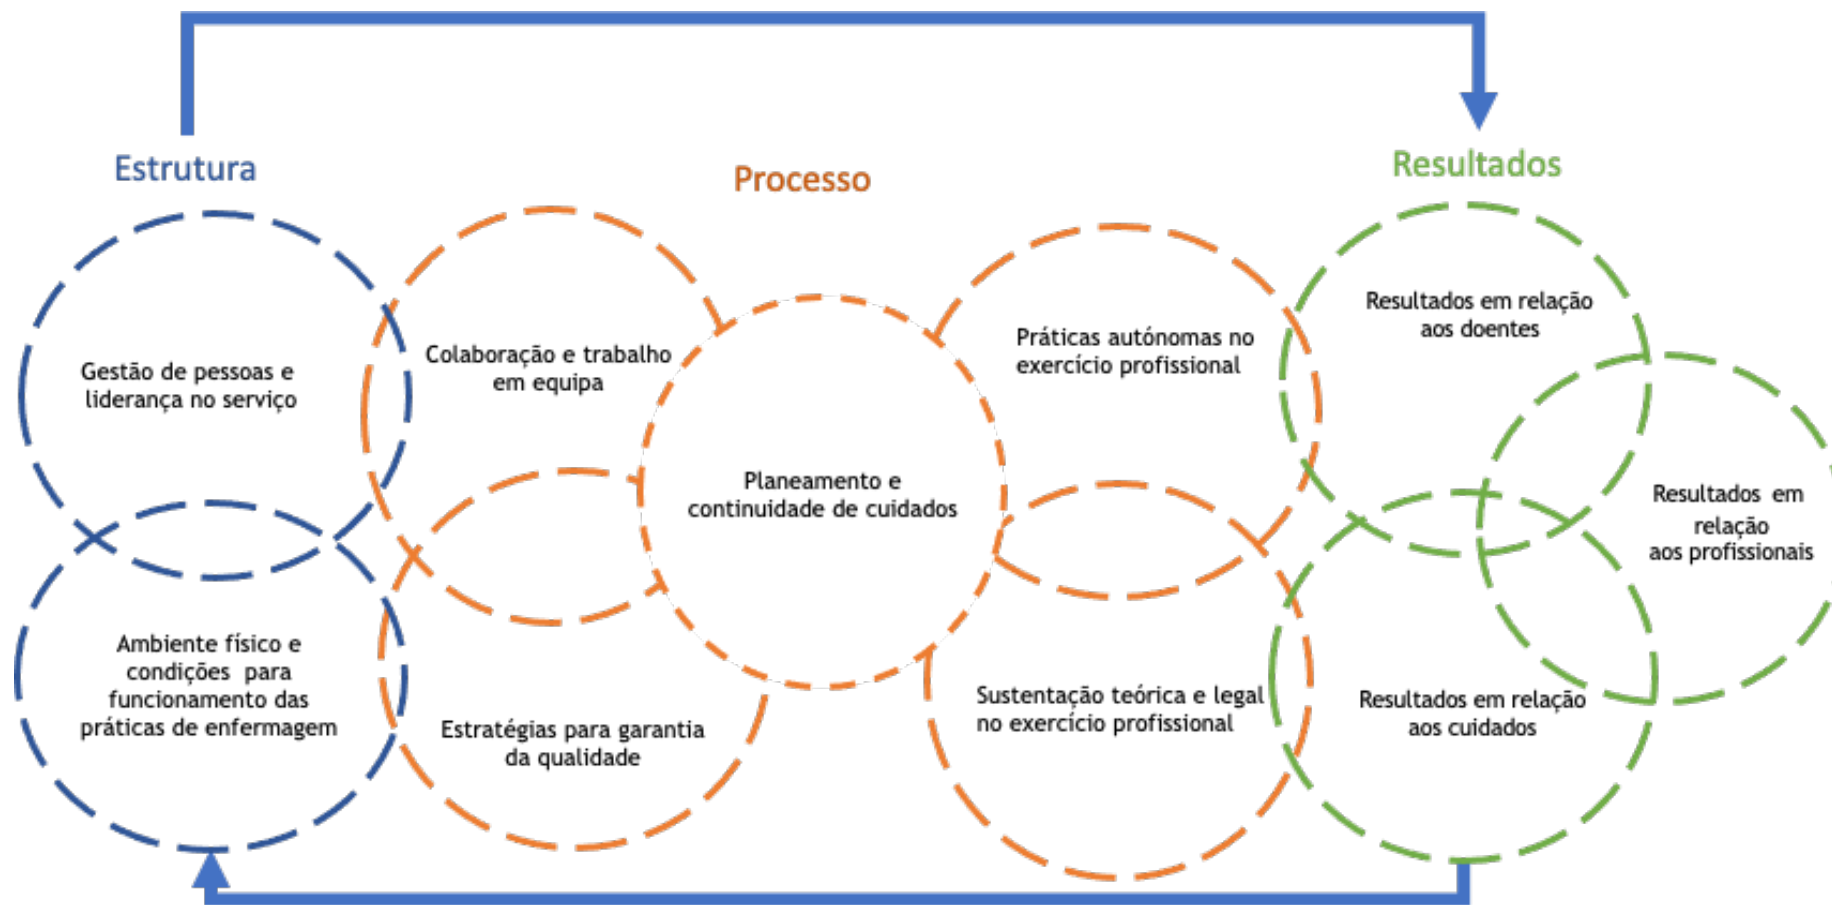 Estrutura
Processo
Resultados
Gestão de pessoas e
liderança no serviço
Ambiente físico e
condições para
funcionamento das
práticas de enfermagem
Colaboração e trabalho
em equipa
Estratégias para garantia
da qualidade
Planeamento e
continuidade de cuidados
Práticas autónomas no
exercício profissional
Sustentação teórica e legal
no exercício profissional
Resultados em relação
aos doentes
Resultados em
relação
aos profissionais
Resultados em relação
aos cuidados